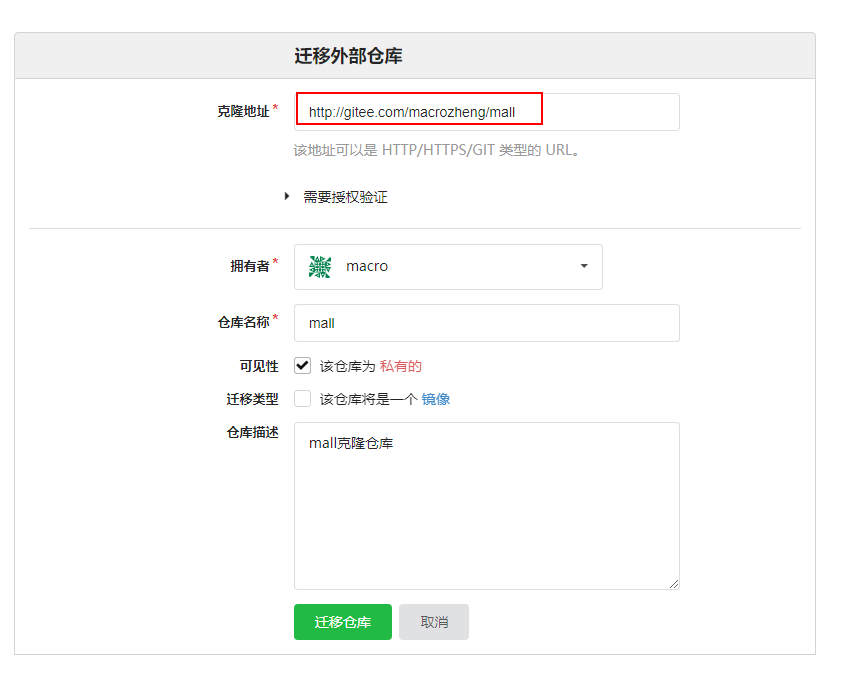 迁移外部仓库
克隆地址*
http://gitee.com/macrozheng/mall
该地址可以是 HTTP/HTTPS/GIT 类型的 URL。
需要授权验证
拥有者* macro
仓库名称* mall
可见性 该仓库为 私有的
迁移类型 该仓库将是一个 镜像
仓库描述 mall克隆仓库
迁移仓库 取消